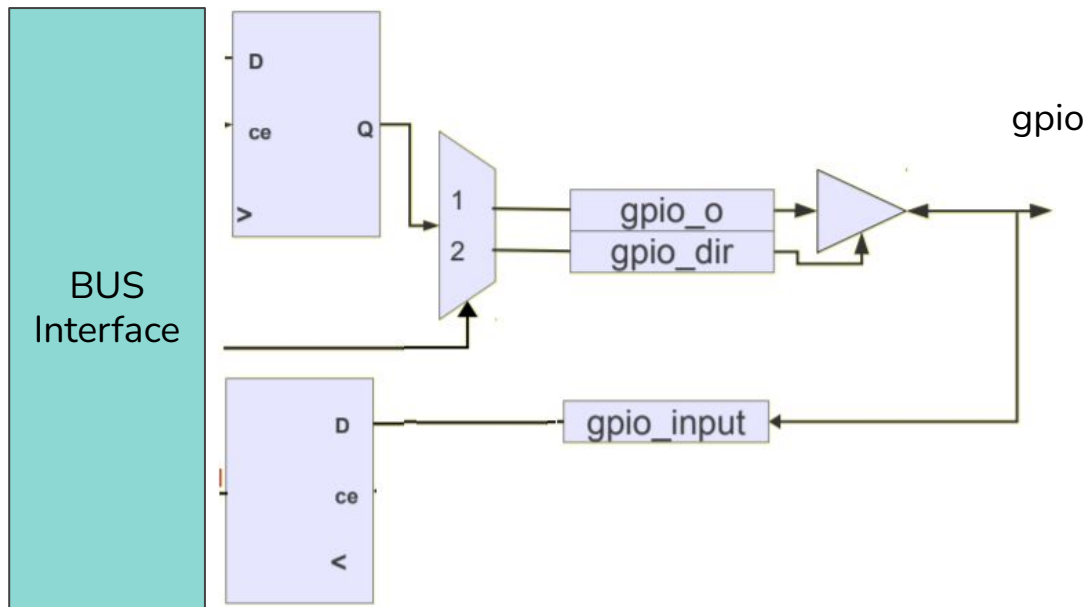 BUS
Interface
D
ce
Q
>
1
2
gpio_o
gpio_dir
gpio
D
ce
<
gpio_input